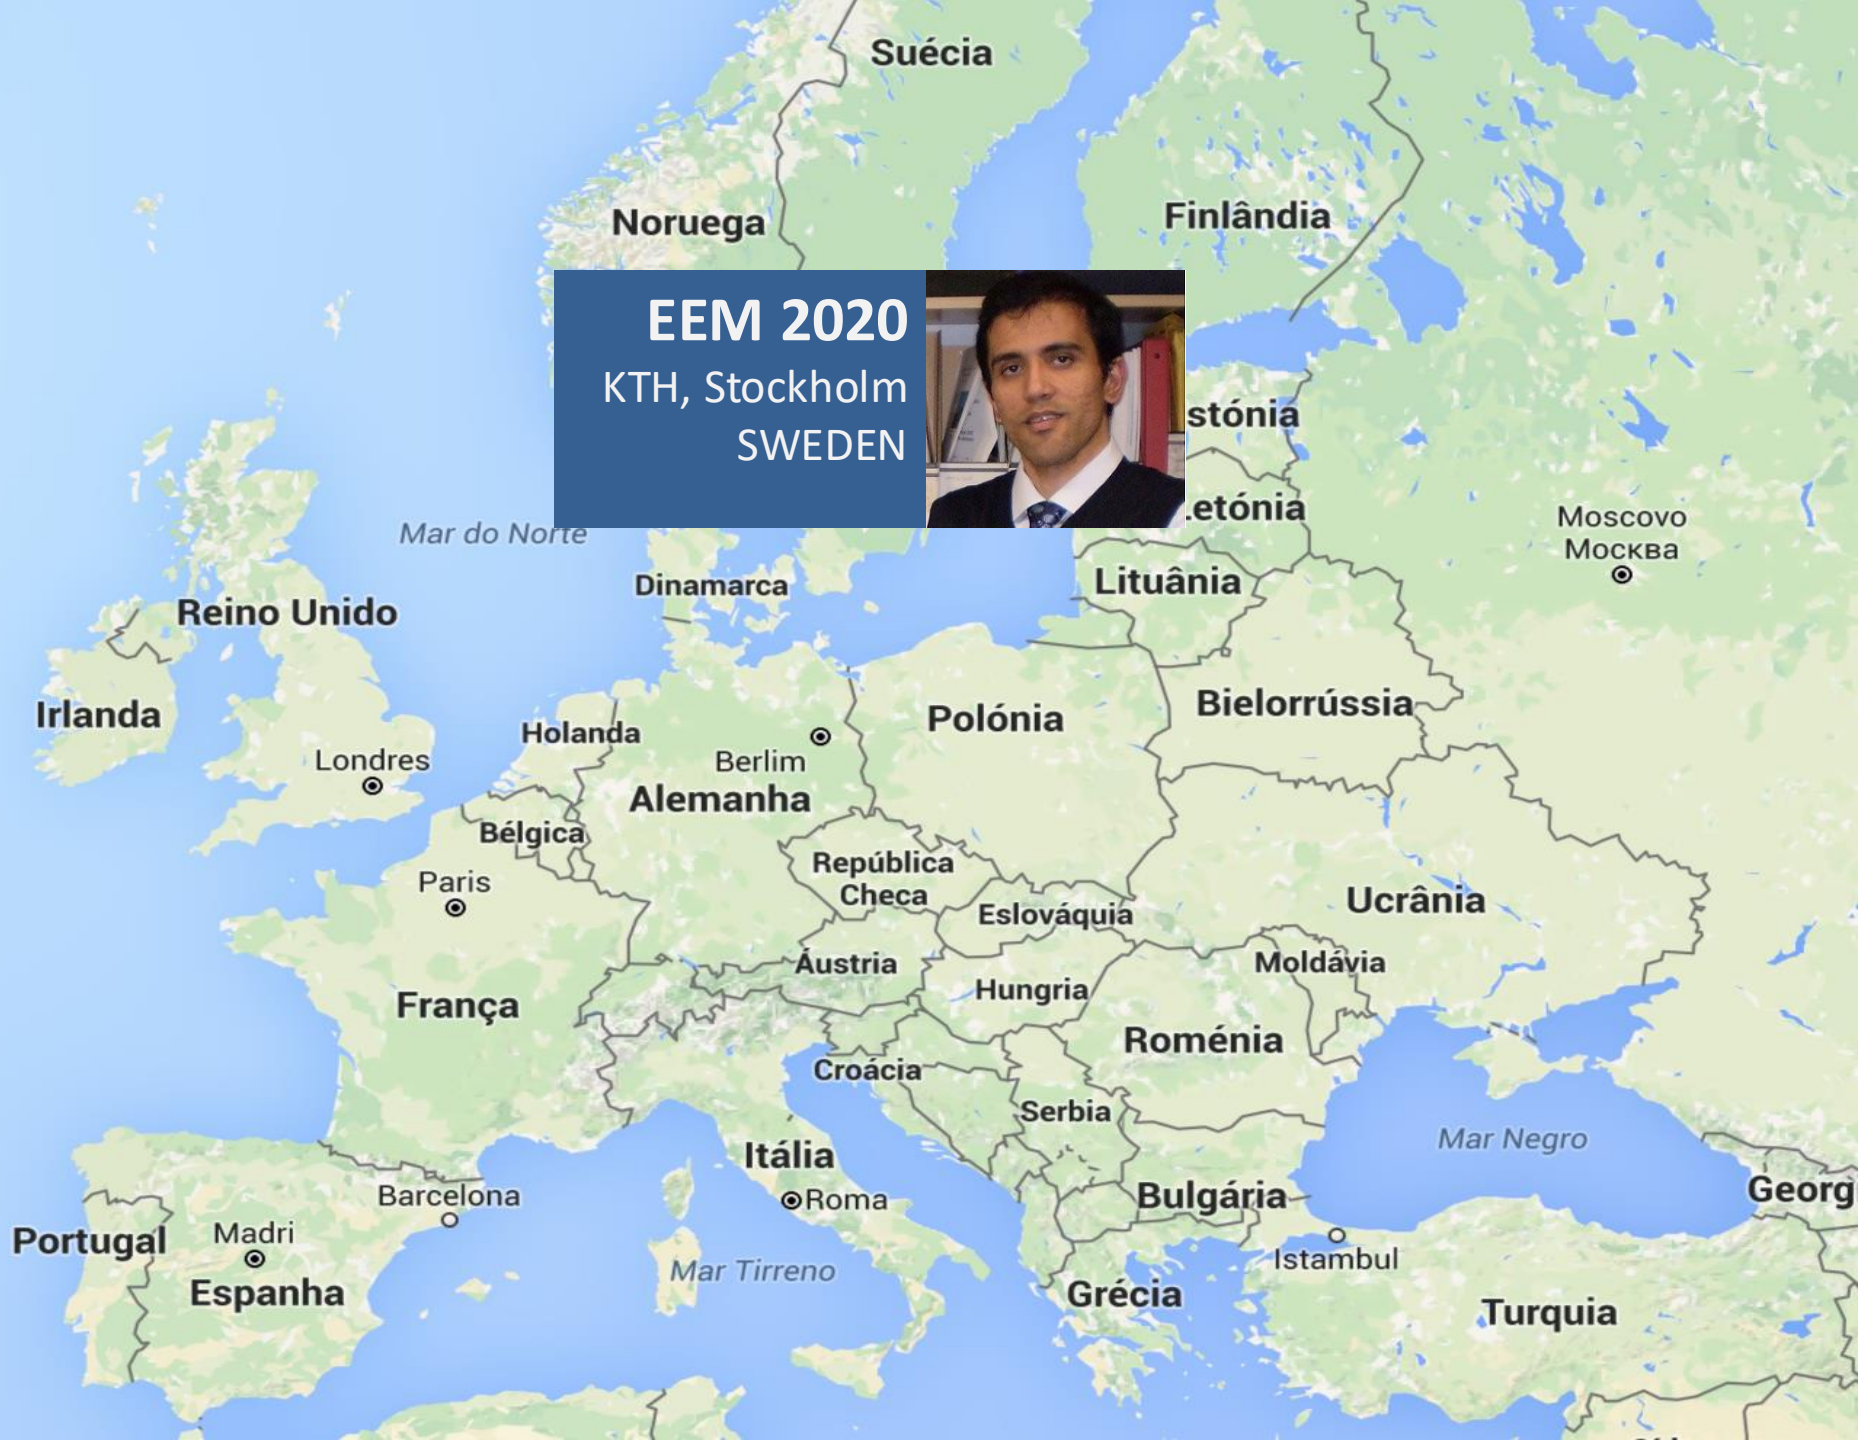 Suécia
Noruega
Finlândia
EEM 2020
KTH, Stockholm
SWEDEN
stónia
etónia
Moscovo
Москва
Mar do Norte
Dinamarca
Lituânia
Reino Unido
Irlanda
Bielorrússia
Holanda
Polónia
Londres
Berlim
Alemanha
Bélgica
República
Checa
Paris
Eslováquia
Ucrânia
Áustria
Moldávia
Hungria
França
Roménia
Croácia
Serbia
Mar Negro
Itália
Barcelona
Roma
Bulgária
Georg
Portugal
Madri
Istambul
Mar Tirreno
Espanha
Grécia
Turquia